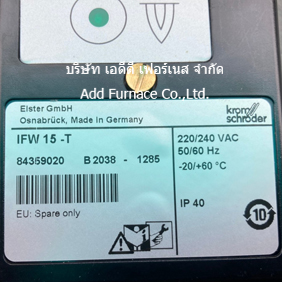 บริษัท เอดีดี เฟอร์เนส จำกัด
Add Furnace Co.,Ltd.
Elster GmbH
Osnabrück, Made in Germany
krom
schröder
IFW 15 -T
84359020 B 2038 - 1285
220/240 VAC
50/60 Hz
-20/+60 °C
EU: Spare only
IP 40
10